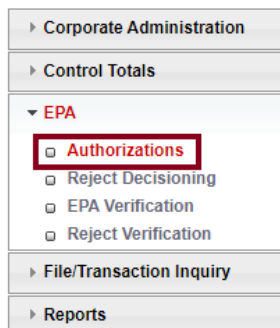 Corporate Administration
Control Totals
EPA
Authorizations
Reject Decisioning
EPA Verification
Reject Verification
File/Transaction Inquiry
Reports